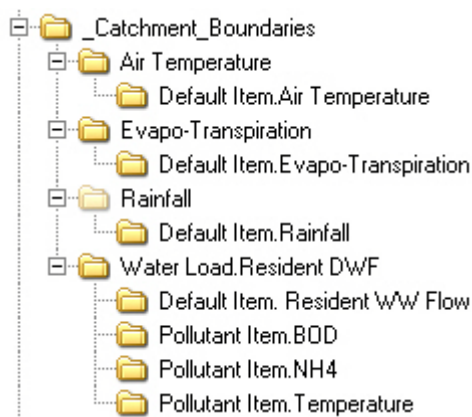 _Catchment_Boundaries
Air Temperature
Default Item.Air Temperature
Evapo-Transpiration
Default Item.Evapo-Transpiration
Rainfall
Default Item.Rainfall
Water Load.Resident DWF
Default Item. Resident WW Flow
Pollutant Item.BOD
Pollutant Item.NH4
Pollutant Item.Temperature